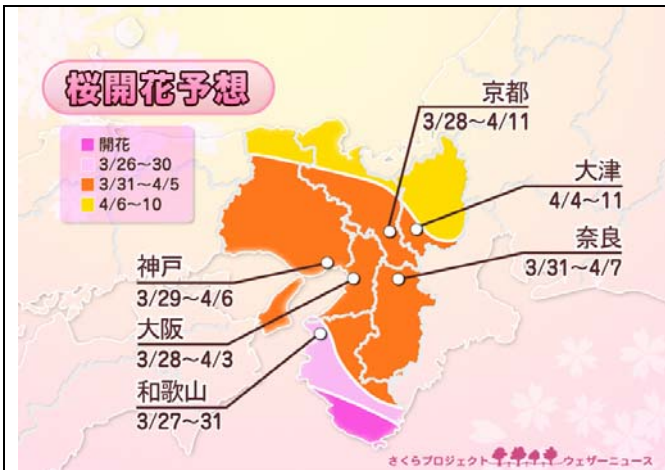 桜開花予想
開花
3/26～30
3/31～4/5
4/6～10
京都
3/28～4/11
大津
4/4～11
奈良
3/31～4/7
神戸
3/29～4/6
大阪
3/28～4/3
和歌山
3/27～31
さくらプロジェクト ウェザーニュース